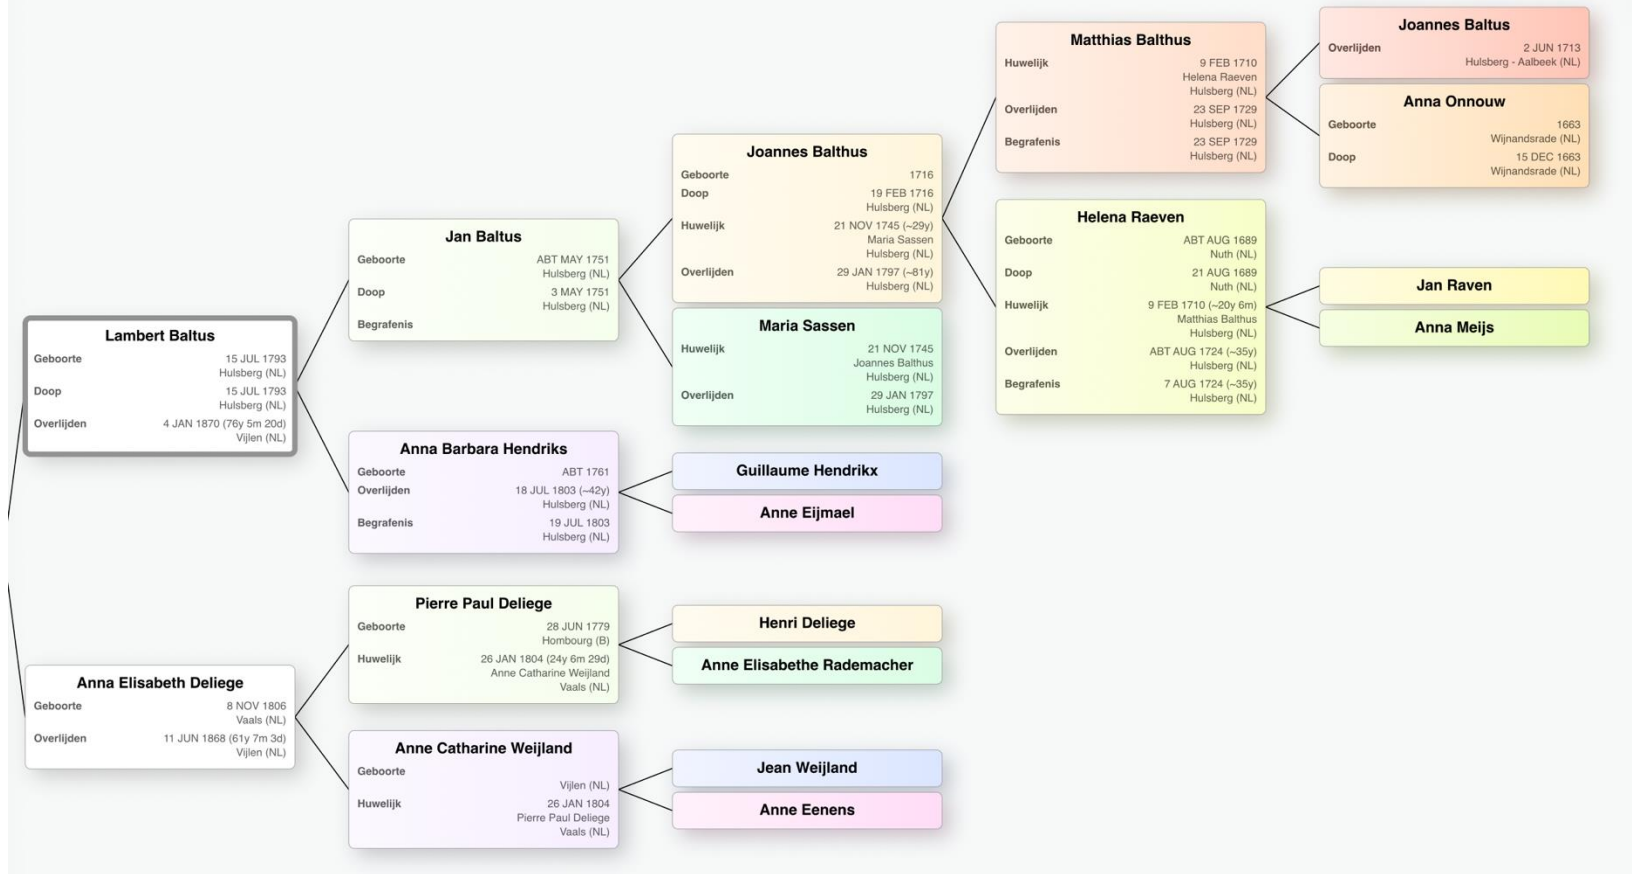 Lambert Baltus
Geboorte 15 JUL 1793
Hulsberg (NL)
Doop 15 JUL 1793
Hulsberg (NL)
Overlijden 4 JAN 1870 (76y 5m 20d)
Vijlen (NL)
Anna Elisabeth Deliege
Geboorte 8 NOV 1806
Vaals (NL)
Overlijden 11 JUN 1868 (61y 7m 3d)
Vijlen (NL)
Jan Baltus
Geboorte ABT MAY 1751
Hulsberg (NL)
Doop 3 MAY 1751
Hulsberg (NL)
Begrafenis
Anna Barbara Hendriks
Geboorte ABT 1761
Overlijden 18 JUL 1803 (~42y)
Hulsberg (NL)
Begrafenis 19 JUL 1803
Hulsberg (NL)
Pierre Paul Deliege
Geboorte 28 JUN 1779
Hombourg (B)
Huwelijk 26 JAN 1804 (24y 6m 29d)
Anne Catharine Weijland
Vaals (NL)
Anne Catharine Weijland
Geboorte
Vijlen (NL)
Huwelijk 26 JAN 1804
Pierre Paul Deliege
Vaals (NL)
Joannes Balthus
Geboorte 1716
Doop 19 FEB 1716
Hulsberg (NL)
Huwelijk 21 NOV 1745 (~29y)
Maria Sassen
Hulsberg (NL)
Overlijden 29 JAN 1797 (~81y)
Hulsberg (NL)
Maria Sassen
Huwelijk 21 NOV 1745
Joannes Balthus
Hulsberg (NL)
Overlijden 29 JAN 1797
Hulsberg (NL)
Guillaume Hendrikx
Anne Eijmael
Henri Deliege
Anne Elisabethe Rademacher
Jean Weijland
Anne Eenens
Matthias Balthus
Huwelijk 9 FEB 1710
Helena Raeven
Hulsberg (NL)
Overlijden 23 SEP 1729
Hulsberg (NL)
Begrafenis 23 SEP 1729
Hulsberg (NL)
Helena Raeven
Geboorte ABT AUG 1689
Nuth (NL)
Doop 21 AUG 1689
Nuth (NL)
Huwelijk 9 FEB 1710 (~20y 6m)
Matthias Balthus
Hulsberg (NL)
Overlijden ABT AUG 1724 (~35y)
Hulsberg (NL)
Begrafenis 7 AUG 1724 (~35y)
Hulsberg (NL)
Joannes Baltus
Overlijden 2 JUN 1713
Hulsberg - Aalbeek (NL)
Anna Onnouw
Geboorte 1663
Wijnandsrade (NL)
Doop 15 DEC 1663
Wijnandsrade (NL)
Jan Raven
Anna Meijs